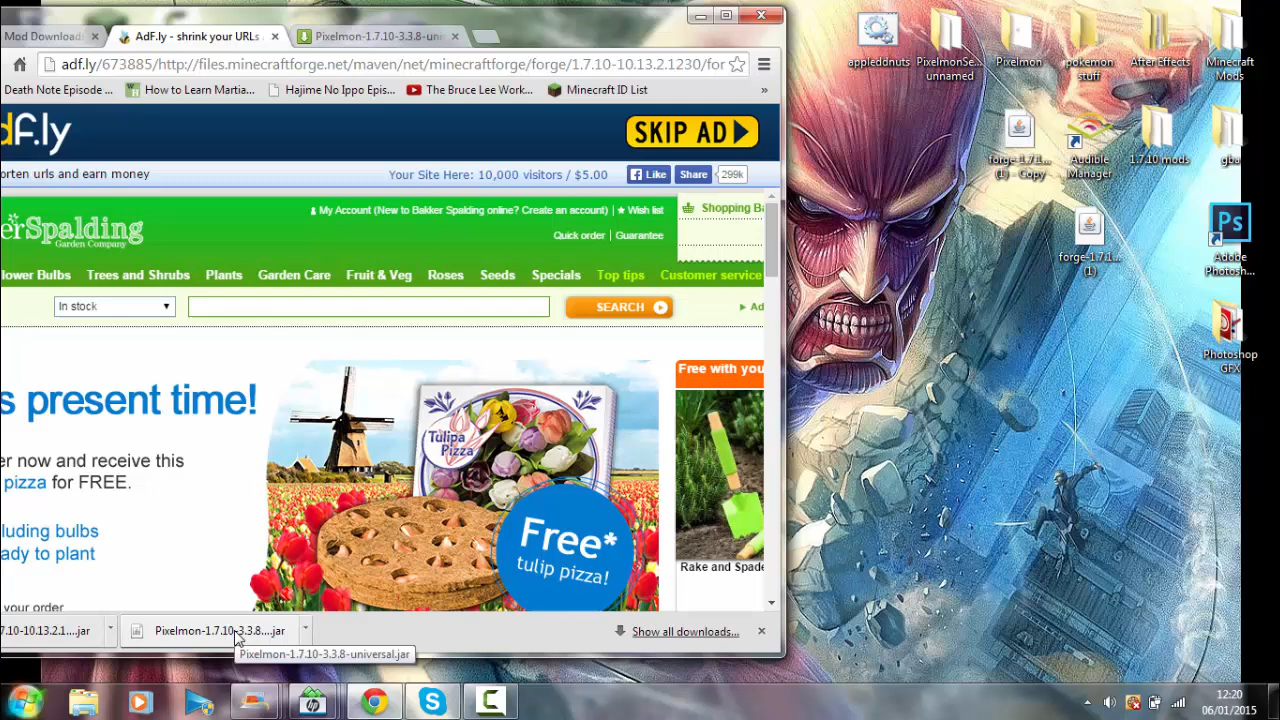 Mod Download
AdF.ly - shrink your URLs
Pixelmon-1.7.10-3.3.8-uni
adf.ly/673885/http://files.minecraftforge.net/maven/net/minecraftforge/forge/1.7.10-10.13.2.1230/for
Death Note Episode ...
How to Learn Martia...
Hajime No Ippo Epis...
The Bruce Lee Work...
Minecraft ID List
»
dF.ly
SKIP AD
orten urls and earn money
Your Site Here: 10,000 visitors / $5.00
Like
Share
299k
erSpalding
Garden Company
My Account (New to Bakker Spalding online? Create an account) | ★ Wish list
Shopping Ba
Quick order | Guarantee
lower Bulbs
Trees and Shrubs
Plants
Garden Care
Fruit & Veg
Roses
Seeds
Specials
Top tips
Customer service
In stock
SEARCH
Ad
s present time!
er now and receive this
pizza for FREE.
cluding bulbs
ady to plant
your order
Tulipa
Pizza
Free*
tulip pizza!
Free with you
Rake and Spade
7.10-10.13.2.1....jar
Pixelmon-1.7.10-3.3.8....jar
Show all downloads...
Pixelmon-1.7.10-3.3.8-universal.jar
appleddnuts
PixelmonSe...
unnamed
Pixelmon
pokemon
stuff
After Effects
Minecraft
Mods
forge-1.7.1...
(1) - Copy
Audible
Manager
1.7.10 mods
gba
forge-1.7.1...
(1)
Ps
Adobe
Photosh...
Photoshop
GFX
hp
12:20
06/01/2015